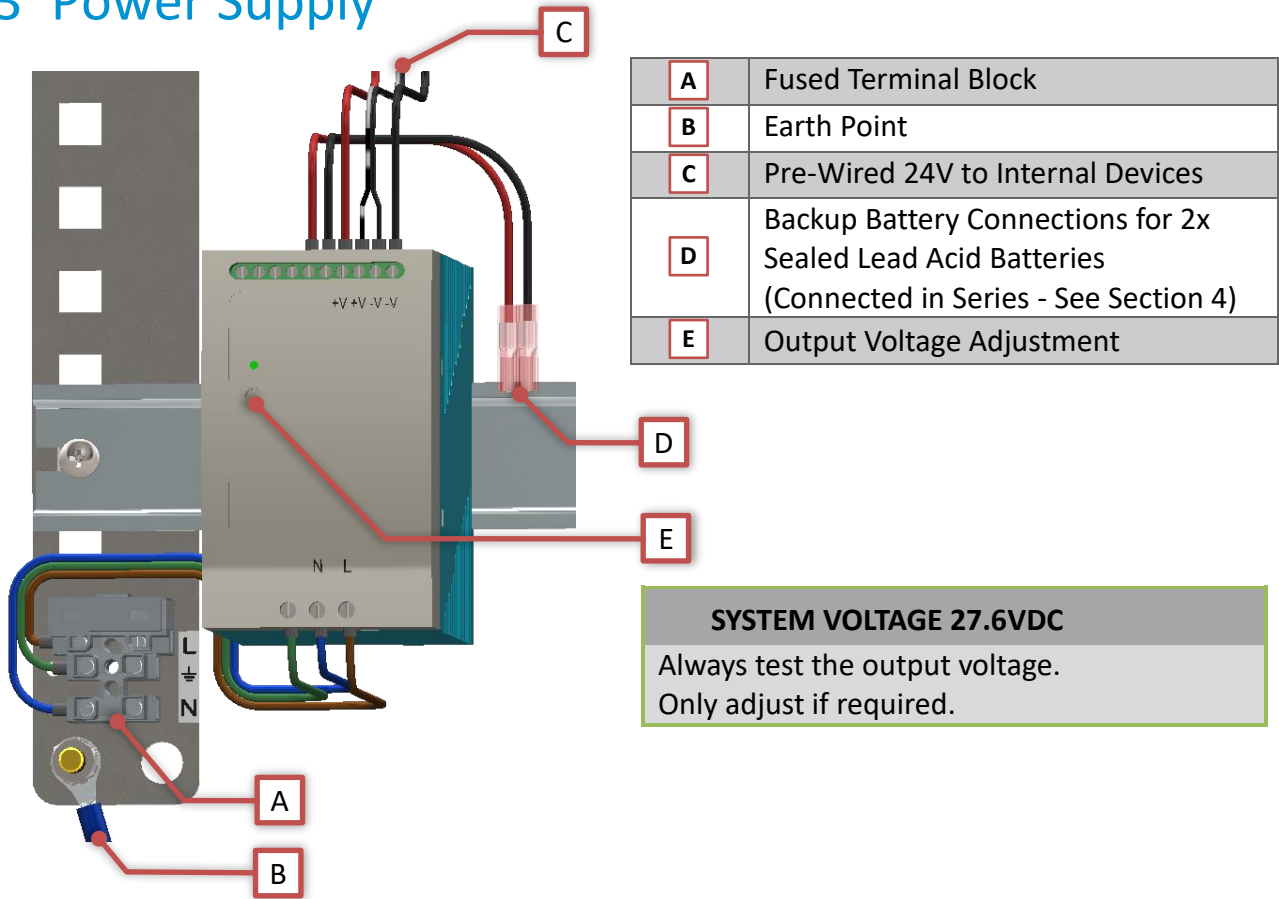 5 Power Supply
C
A Fused Terminal Block
B Earth Point
C Pre-Wired 24V to Internal Devices
D Backup Battery Connections for 2x
Sealed Lead Acid Batteries
(Connected in Series - See Section 4)
E Output Voltage Adjustment
+V +V -V -V
D
E
N L
SYSTEM VOLTAGE 27.6VDC
Always test the output voltage.
Only adjust if required.
L
N
A
B